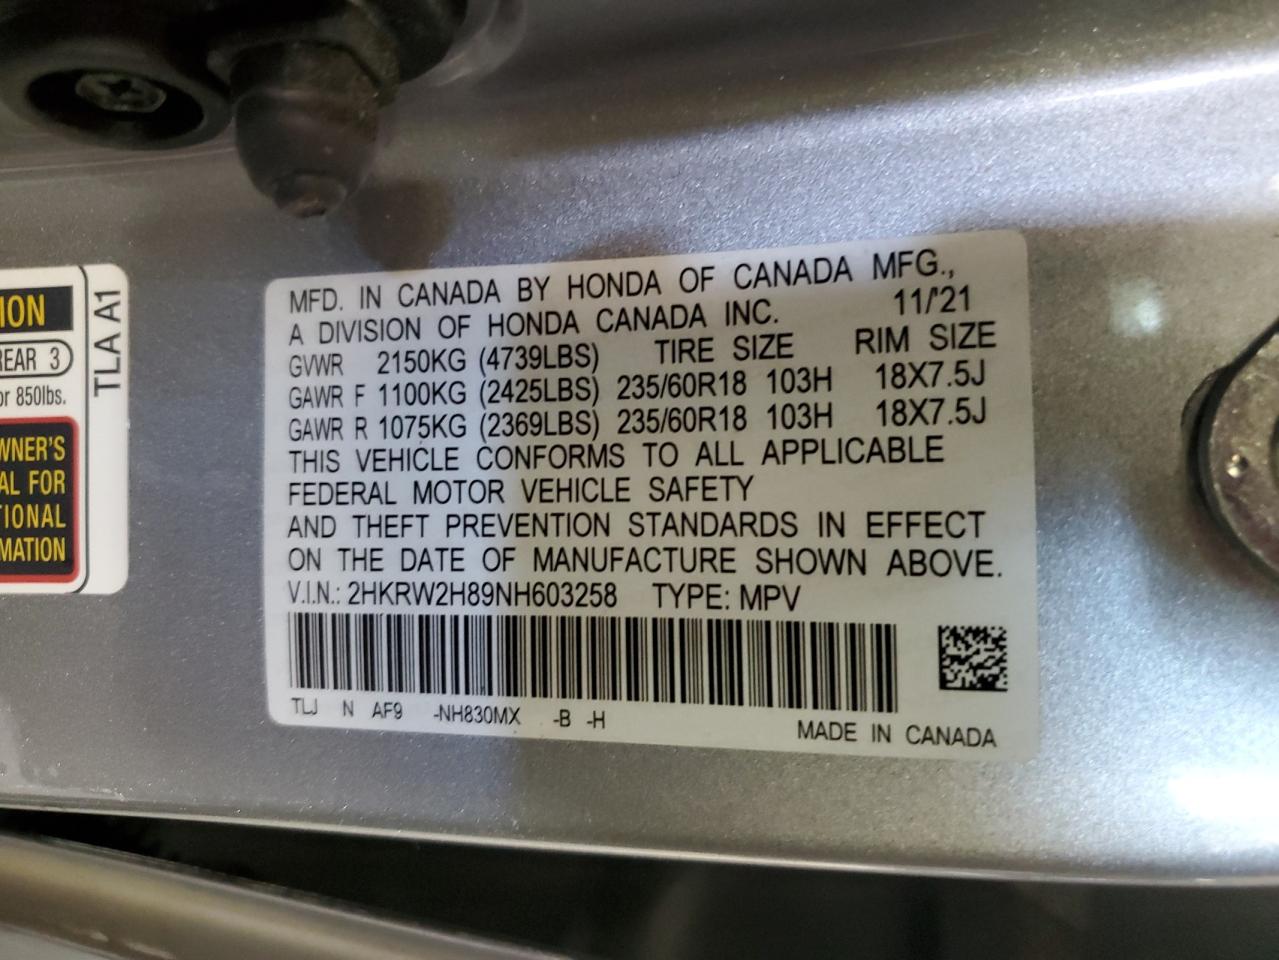 ION
REAR 3
or 850lbs.
WNER'S
AL FOR
TIONAL
MATION
TLA A1
MFD. IN CANADA BY HONDA OF CANADA MFG.,
A DIVISION OF HONDA CANADA INC. 11/'21
GVWR 2150KG (4739LBS) TIRE SIZE RIM SIZE
GAWR F 1100KG (2425LBS) 235/60R18 103H 18X7.5J
GAWR R 1075KG (2369LBS) 235/60R18 103H 18X7.5J
THIS VEHICLE CONFORMS TO ALL APPLICABLE
FEDERAL MOTOR VEHICLE SAFETY
AND THEFT PREVENTION STANDARDS IN EFFECT
ON THE DATE OF MANUFACTURE SHOWN ABOVE.
V.I.N.: 2HKRW2H89NH603258 TYPE: MPV
TLJ N AF9 -NH830MX -B -H
MADE IN CANADA